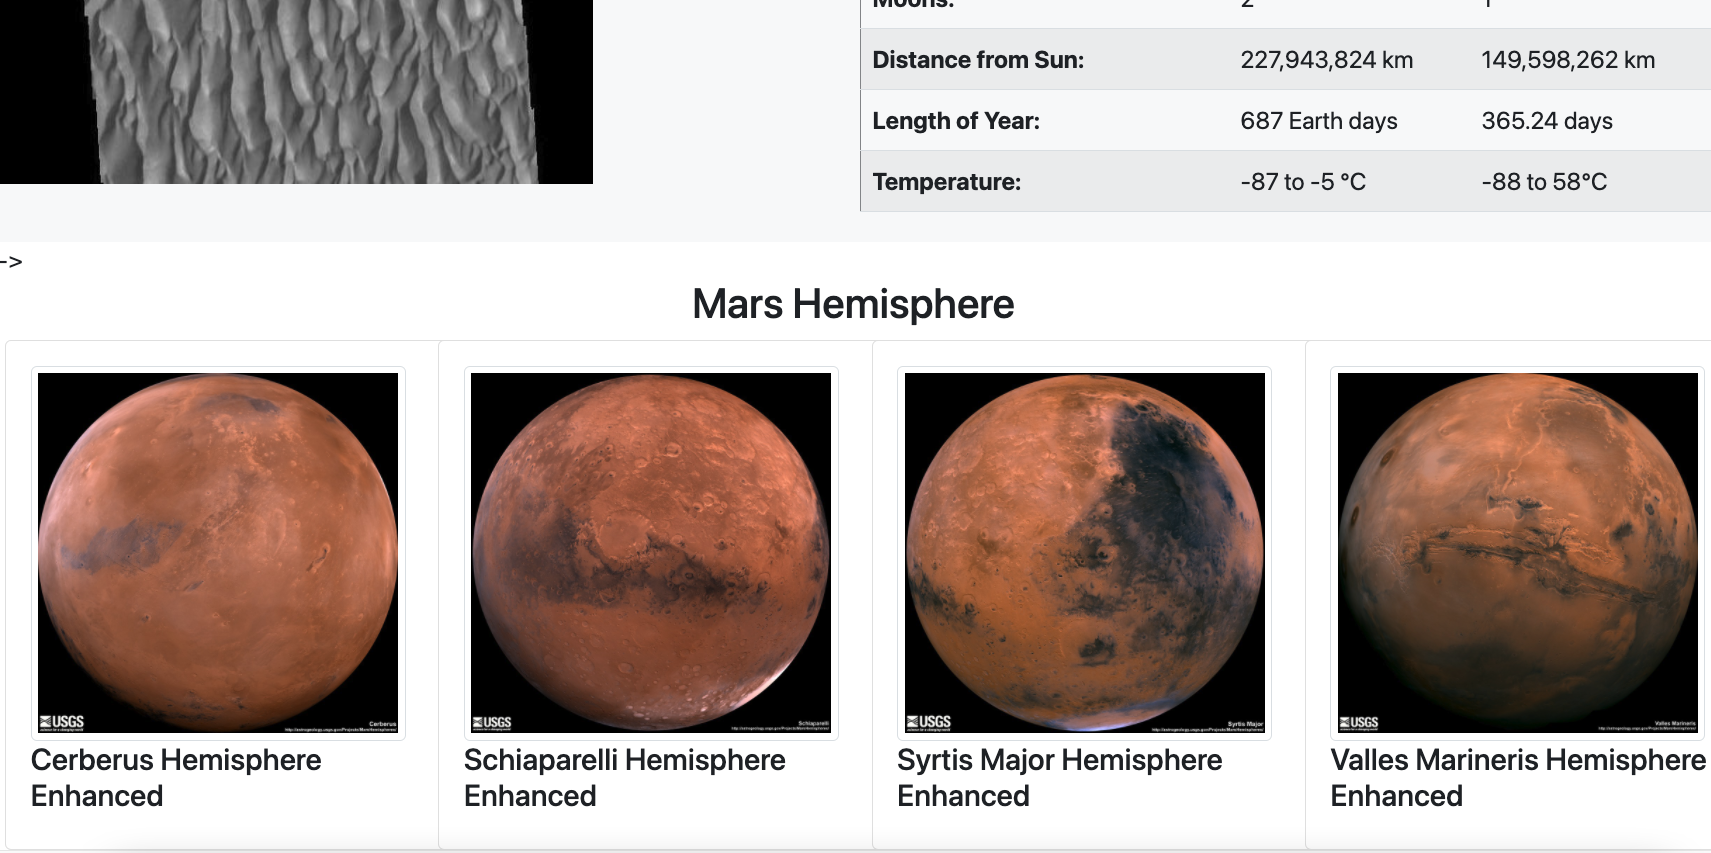 Moons: 2 1
Distance from Sun: 227,943,824 km 149,598,262 km
Length of Year: 687 Earth days 365.24 days
Temperature: -87 to -5 °C -88 to 58°C
->
Mars Hemisphere
USGS
Cerberus
USGS
Schiaparelli
USGS
Syrtis Major
USGS
Valles Marineris
Cerberus Hemisphere
Enhanced
Schiaparelli Hemisphere
Enhanced
Syrtis Major Hemisphere
Enhanced
Valles Marineris Hemisphere
Enhanced